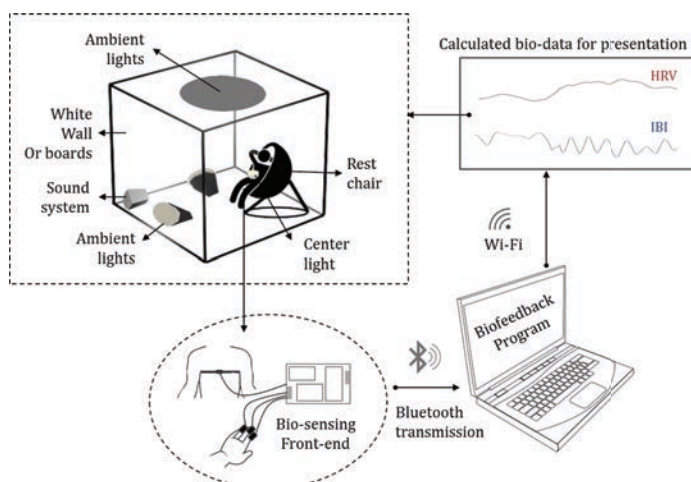 Ambient
lights
White
Wall
Or boards
Sound
system
Ambient
lights
Rest
chair
Center
light
Calculated bio-data for presentation
HRV
IBI
Wi-Fi
Biofeedback
Program
Bluetooth
transmission
Bio-sensing
Front-end